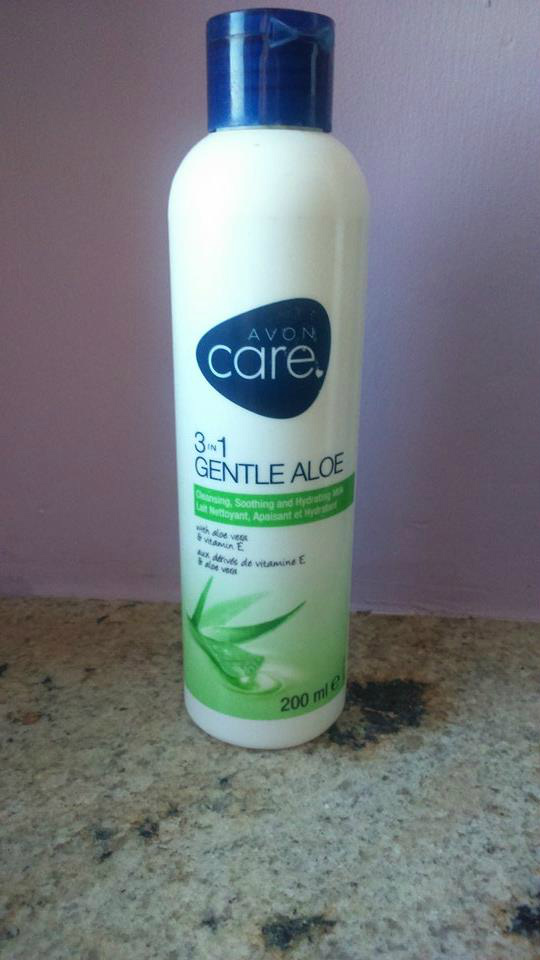 AVON
care
3 IN 1
GENTLE ALOE
Cleansing, Soothing and Hydrating Milk
Lait Nettoyant, Apaisant et Hydratant
with aloe vera
& vitamin E
aux dérivés de vitamine E
& aloe vera
200 ml e